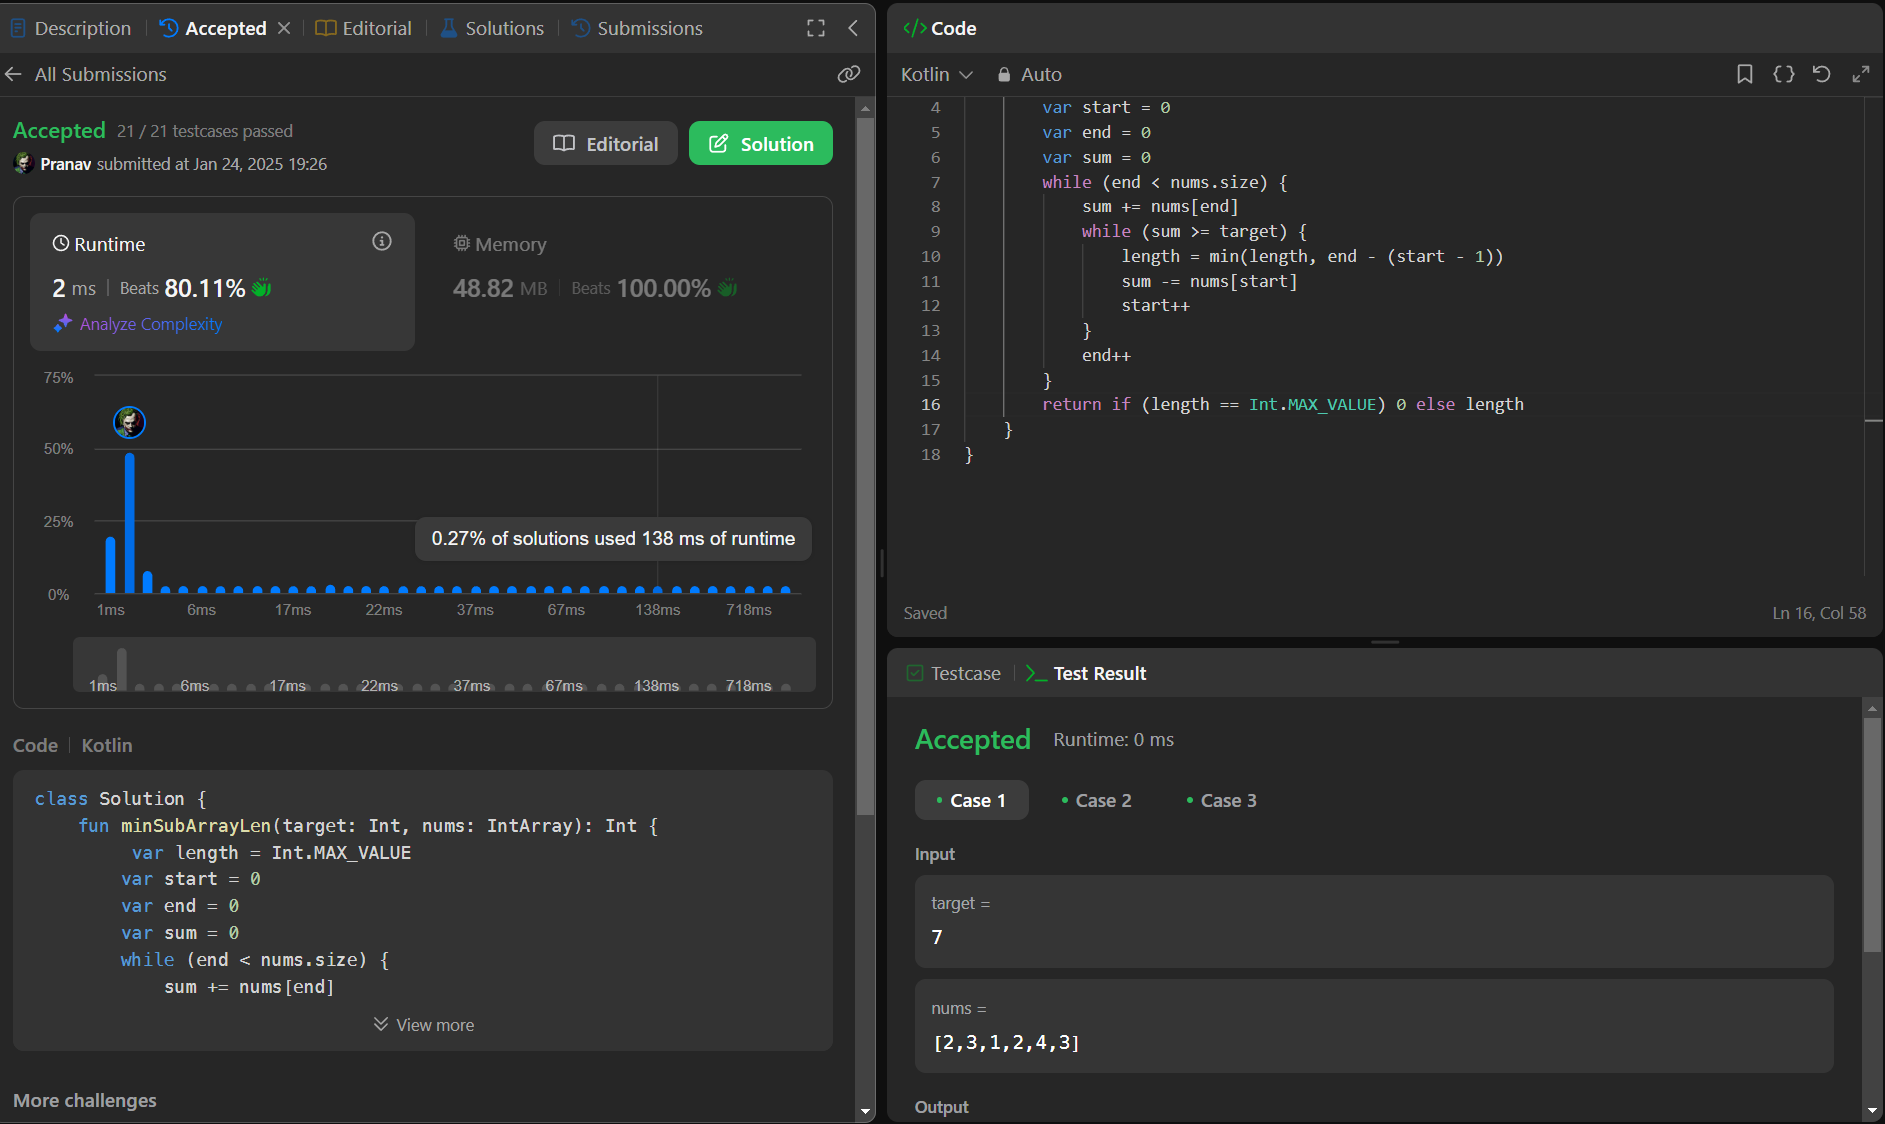 Description
Accepted
Editorial
Solutions
Submissions
All Submissions
Accepted 21 / 21 testcases passed
Pranav submitted at Jan 24, 2025 19:26
Editorial
Solution
Runtime
2 ms | Beats 80.11%
Analyze Complexity
Memory
48.82 MB | Beats 100.00%
75%
50%
25%
0%
0.27% of solutions used 138 ms of runtime
1ms 6ms 17ms 22ms 37ms 67ms 138ms 718ms
1ms 6ms 17ms 22ms 37ms 67ms 138ms 718ms
Code | Kotlin
class Solution {
    fun minSubArrayLen(target: Int, nums: IntArray): Int {
         var length = Int.MAX_VALUE
        var start = 0
        var end = 0
        var sum = 0
        while (end < nums.size) {
            sum += nums[end]
View more
More challenges
</> Code
Kotlin
Auto
4         var start = 0
5         var end = 0
6         var sum = 0
7         while (end < nums.size) {
8             sum += nums[end]
9             while (sum >= target) {
10                 length = min(length, end - (start - 1))
11                 sum -= nums[start]
12                 start++
13             }
14             end++
15         }
16         return if (length == Int.MAX_VALUE) 0 else length
17     }
18 }
Saved
Ln 16, Col 58
Testcase
Test Result
Accepted Runtime: 0 ms
Case 1
Case 2
Case 3
Input
target =
7
nums =
[2,3,1,2,4,3]
Output